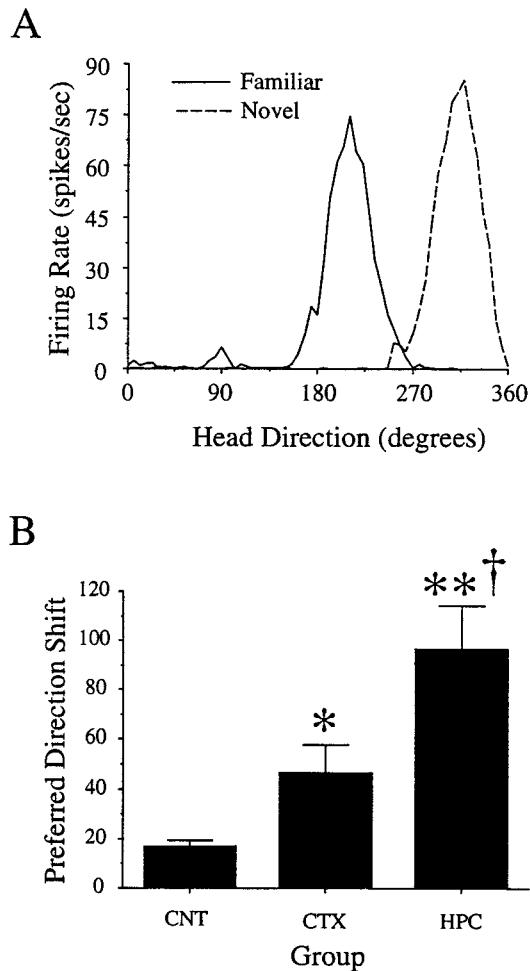 A
90
75
60
45
30
15
0
Firing Rate (spikes/sec)
Familiar
Novel
0 90 180 270 360
Head Direction (degrees)
B
120
100
80
60
40
20
0
Preferred Direction Shift
*
**†
CNT CTX HPC
Group